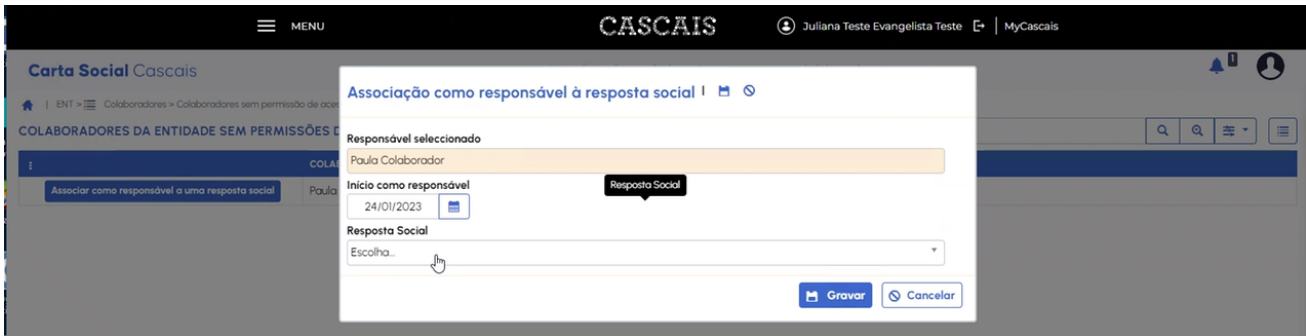 MENU
CASCAIS
Juliana Teste Evangelista Teste | MyCascais
Carta Social Cascais
1
ENT > Colaboradores > Colaboradores sem permissão de
COLABORADORES DA ENTIDADE SEM PERMISSÕES
Associar como responsável a uma resposta social
Paula
Associação como responsável à resposta social
Responsável seleccionado
Paula Colaborador
Início como responsável
24/01/2023
Resposta Social
Resposta Social
Escolha...
Gravar
Cancelar